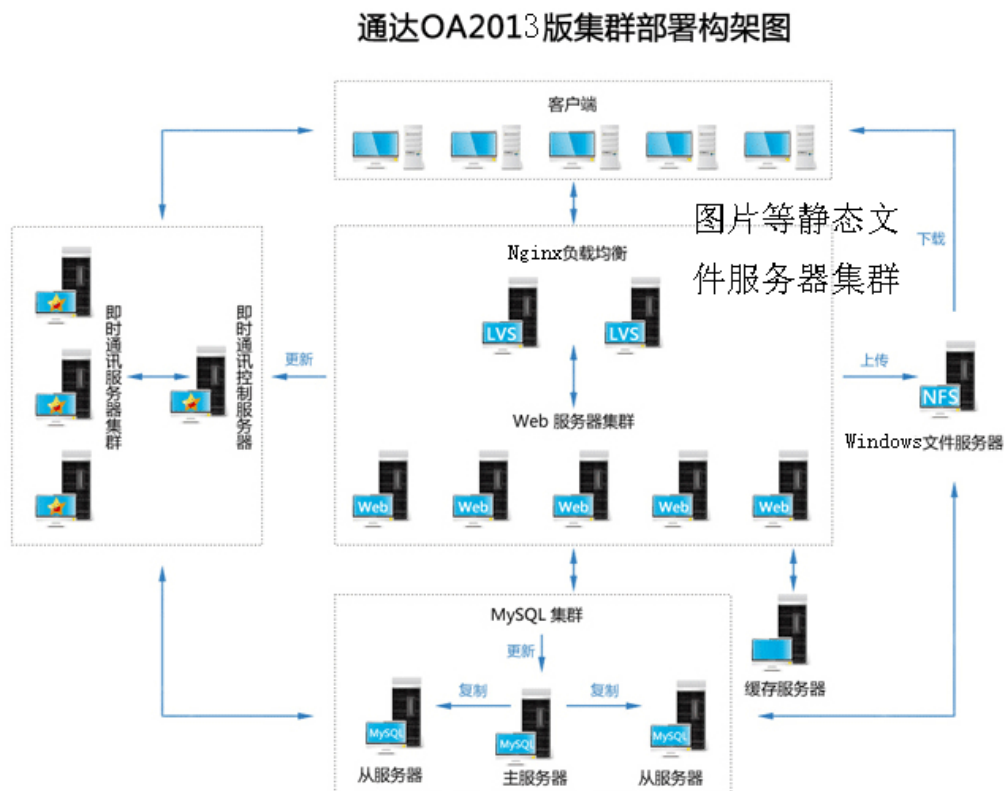 通达OA2013版集群部署构架图
客户端
图片等静态文
件服务器集群
下载
Nginx负载均衡
LVS
LVS
即时通讯服务器集群
即时通讯控制服务器
更新
上传
NFS
Windows文件服务器
Web 服务器集群
Web
Web
Web
Web
Web
MySQL 集群
更新
复制
复制
缓存服务器
MySQL
MySQL
MySQL
从服务器
主服务器
从服务器